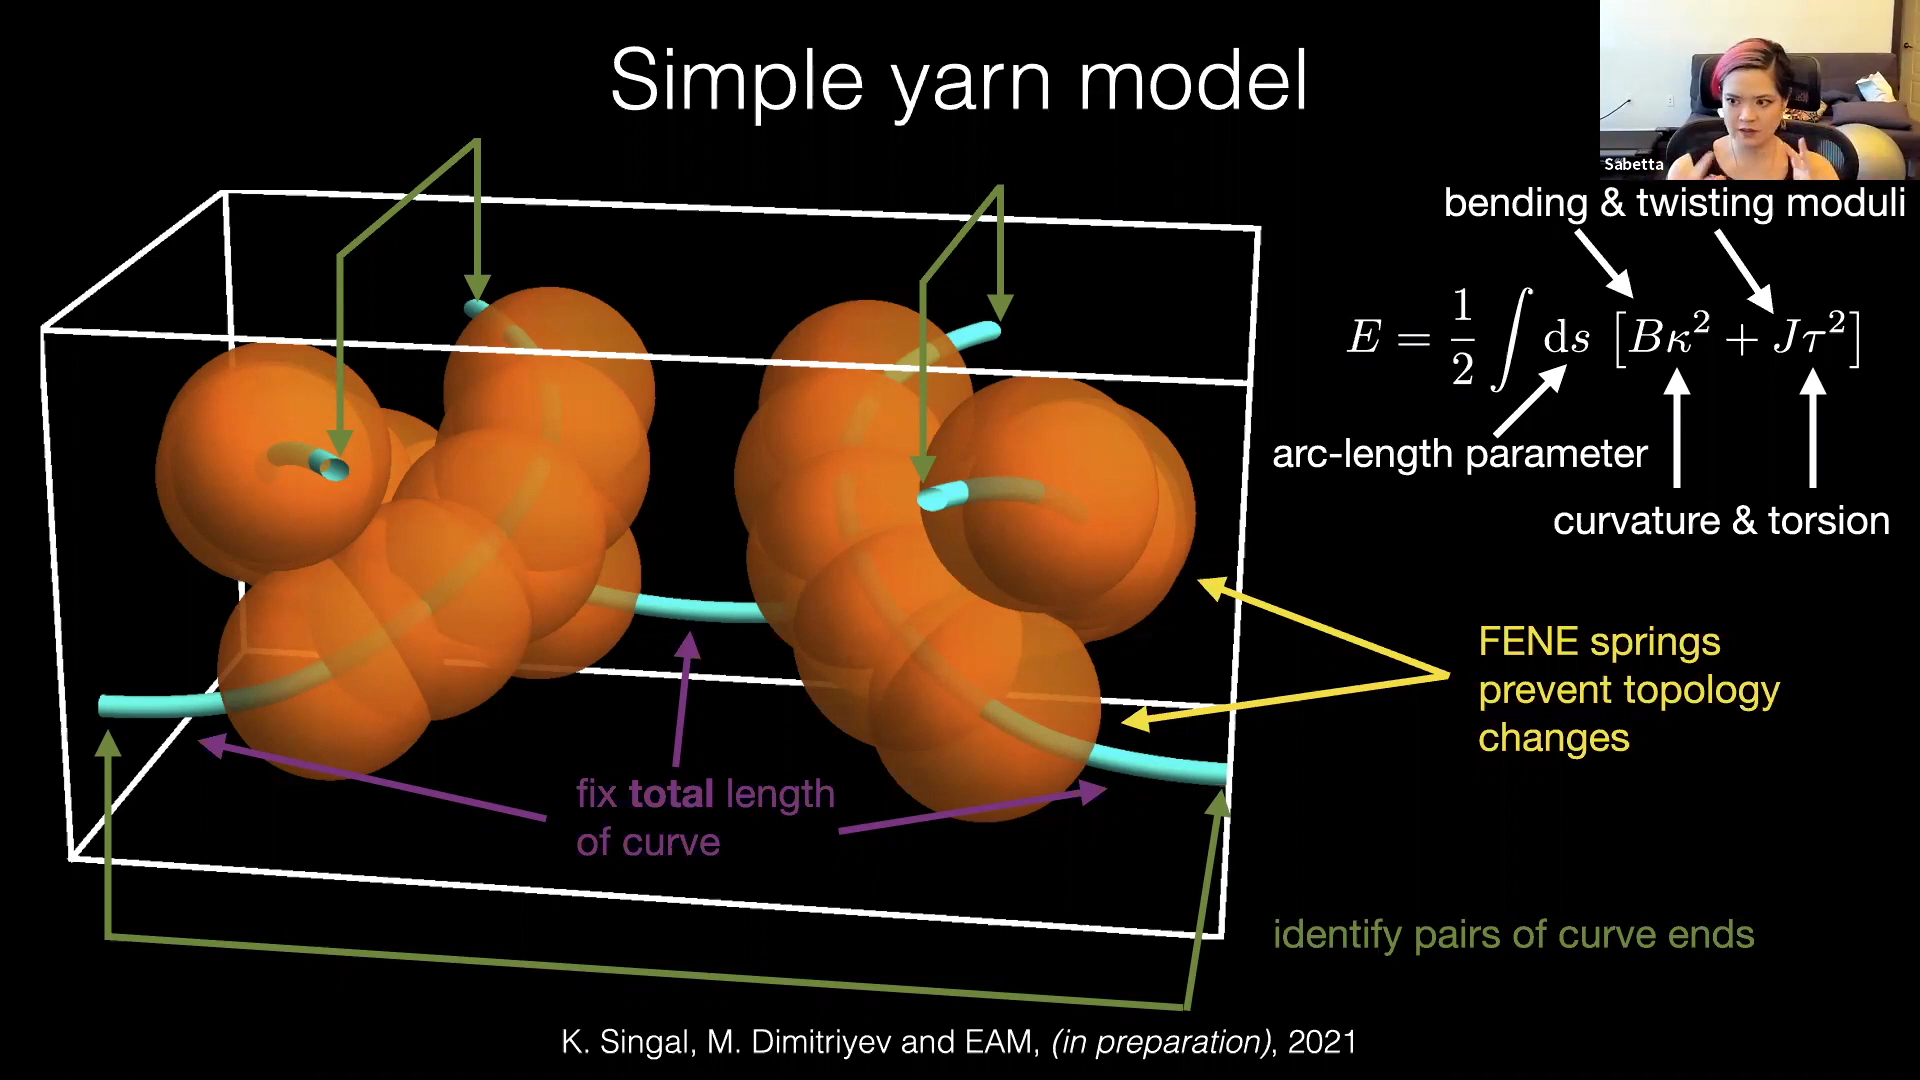 Simple yarn model
Sabetta
bending & twisting moduli
E = \frac{1}{2} \int ds [Bκ² + Jτ²]
arc-length parameter
curvature & torsion
FENE springs
prevent topology
changes
fix total length
of curve
identify pairs of curve ends
K. Singal, M. Dimitriyev and EAM, (in preparation), 2021